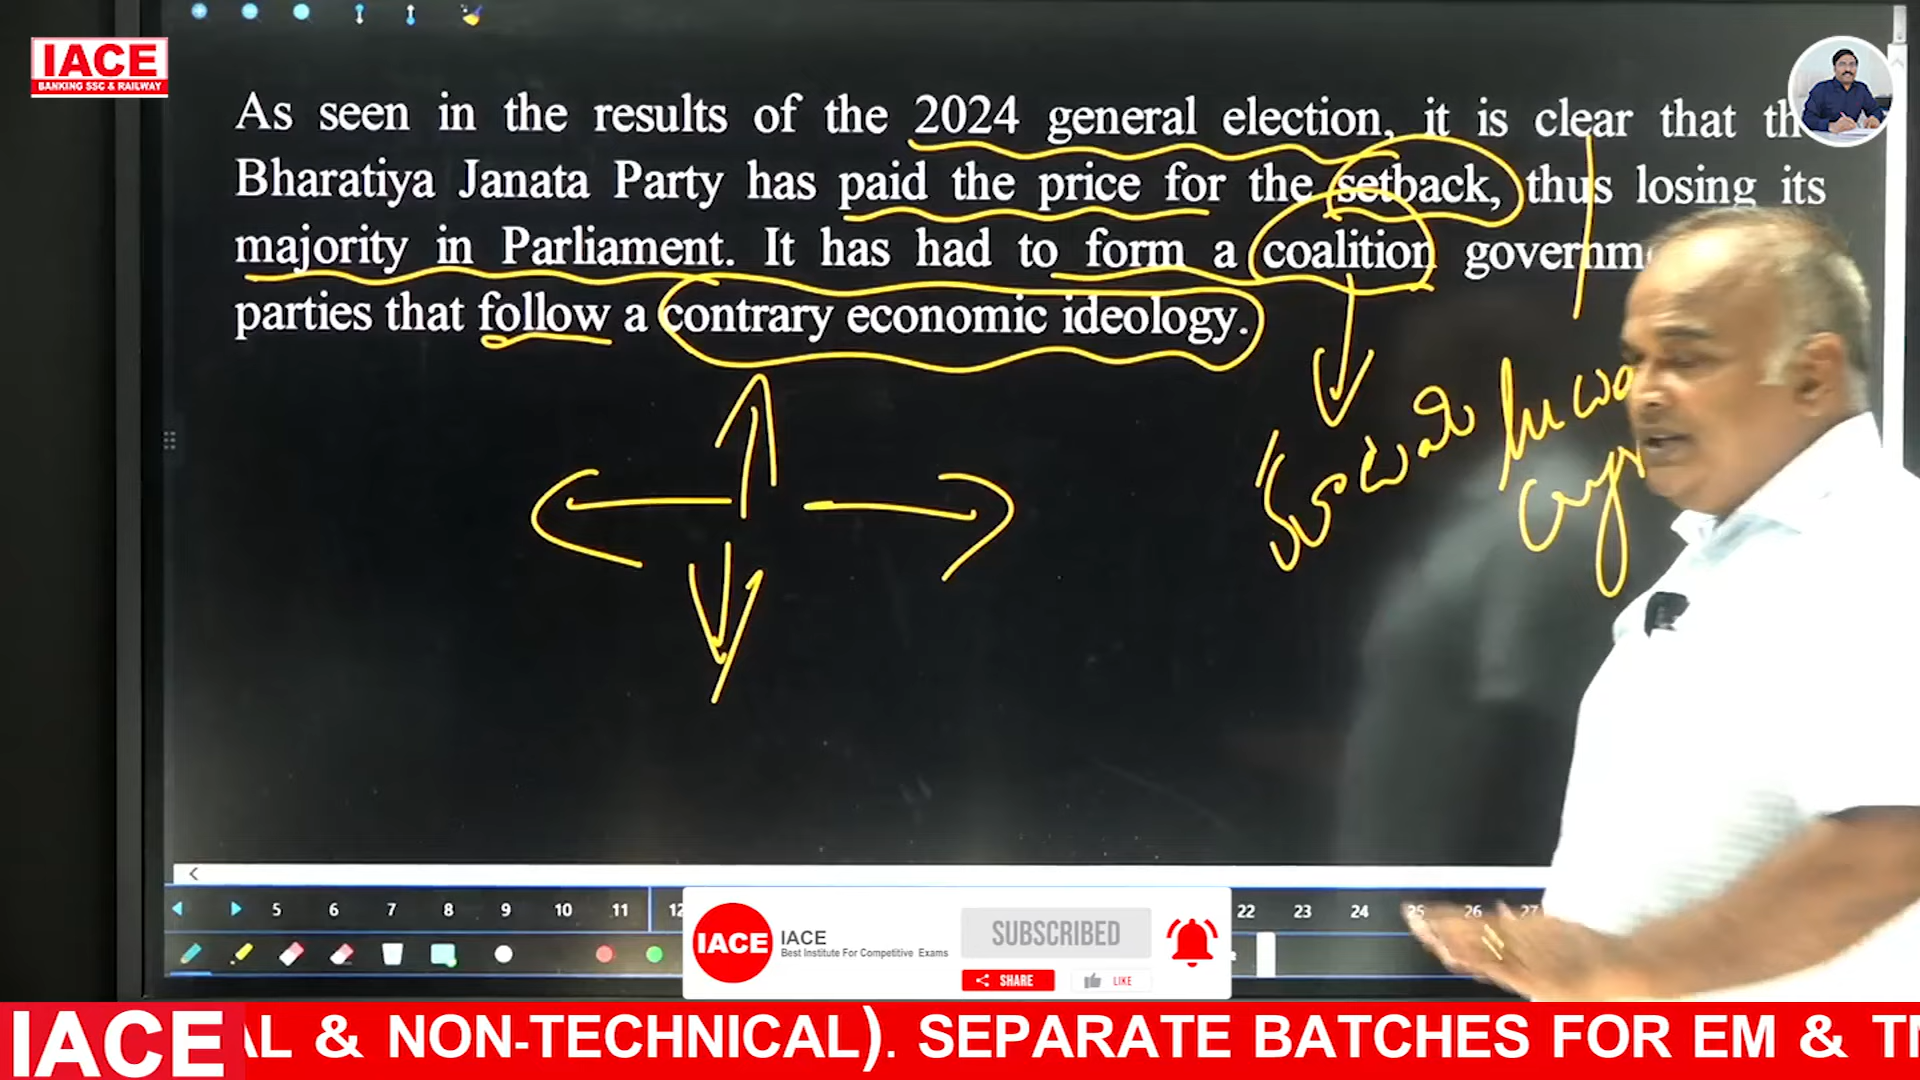 IACE
BANKING SSC & RAILWAY
As seen in the results of the 2024 general election, it is clear that th
Bharatiya Janata Party has paid the price for the setback, thus losing its
majority in Parliament. It has had to form a coalition governm
parties that follow a contrary economic ideology.
5 6 7 8 9 10 11 12 22 23 24 25 26 27
IACE
IACE
Best Institute For Competitive Exams
SUBSCRIBED
SHARE
LIKE
IACE
AL & NON-TECHNICAL). SEPARATE BATCHES FOR EM & TM